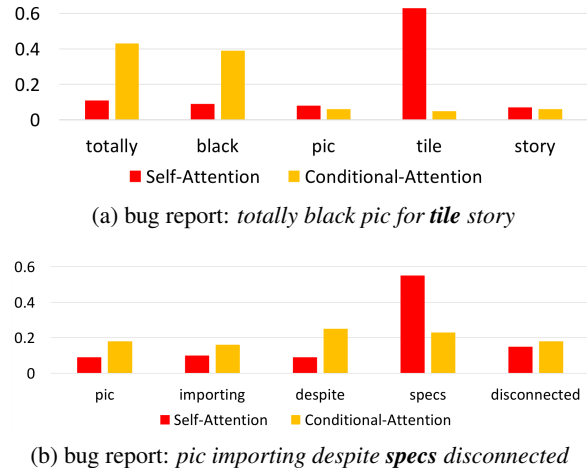 0.6
0.4
0.2
0
totally black pic tile story
Self-Attention Conditional-Attention
(a) bug report: totally black pic for tile story
0.6
0.4
0.2
0
pic importing despite specs disconnected
Self-Attention Conditional-Attention
(b) bug report: pic importing despite specs disconnected